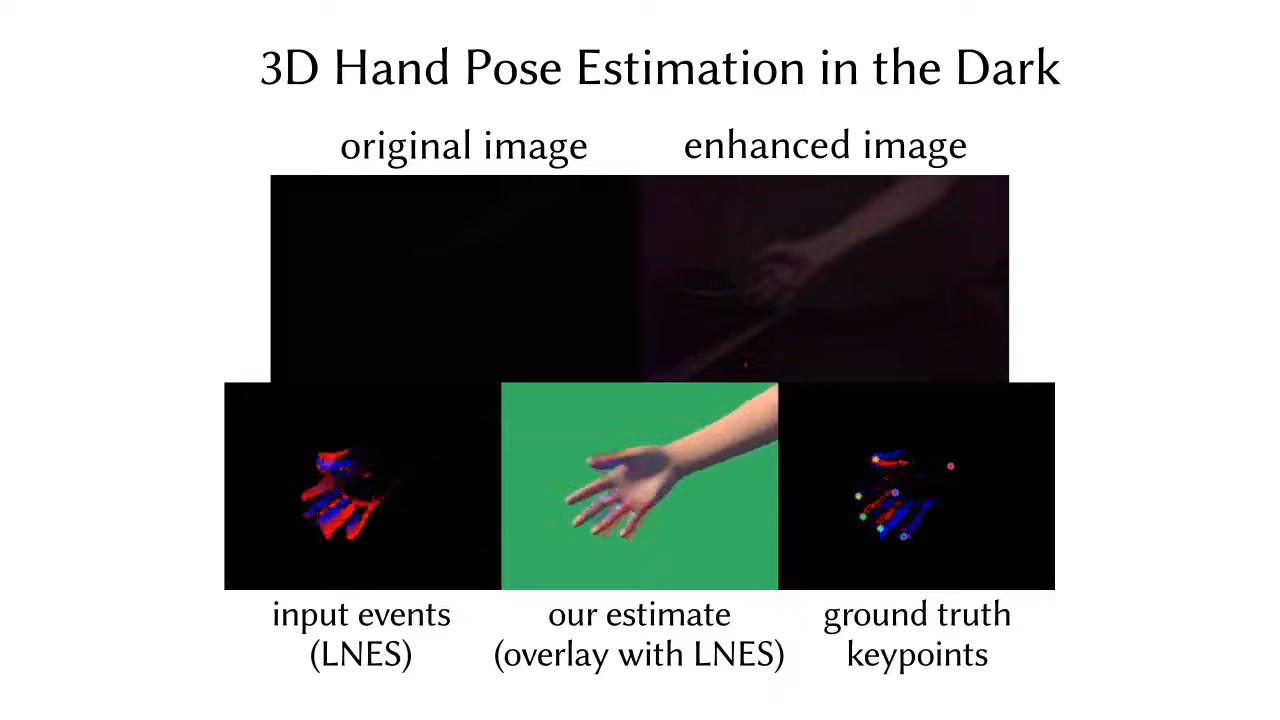 3D Hand Pose Estimation in the Dark
original image
enhanced image
input events
(LNES)
our estimate
(overlay with LNES)
ground truth
keypoints